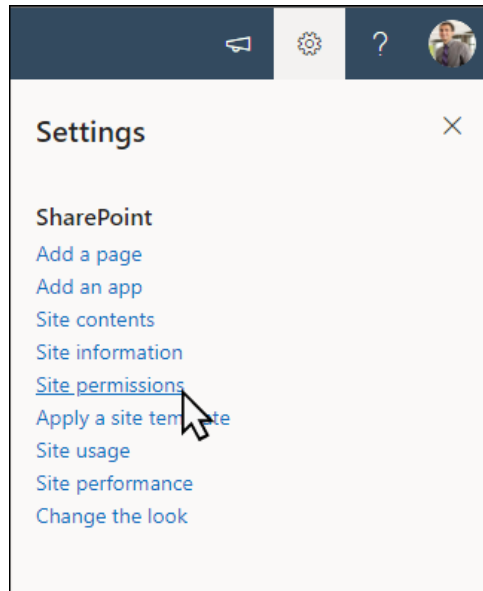 ?
Settings
SharePoint
Add a page
Add an app
Site contents
Site information
Site permissions
Apply a site template
Site usage
Site performance
Change the look